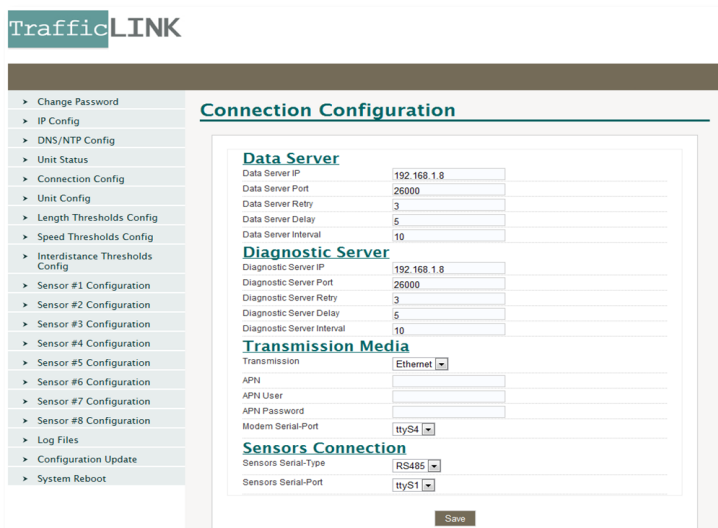 TrafficLINK
Change Password
IP Config
DNS/NTP Config
Unit Status
Connection Config
Unit Config
Length Thresholds Config
Speed Thresholds Config
Interdistance Thresholds
Config
Sensor #1 Configuration
Sensor #2 Configuration
Sensor #3 Configuration
Sensor #4 Configuration
Sensor #5 Configuration
Sensor #6 Configuration
Sensor #7 Configuration
Sensor #8 Configuration
Log Files
Configuration Update
System Reboot
Connection Configuration
Data Server
Data Server IP 192.168.1.8
Data Server Port 26000
Data Server Retry 3
Data Server Delay 5
Data Server Interval 10
Diagnostic Server
Diagnostic Server IP 192.168.1.8
Diagnostic Server Port 26000
Diagnostic Server Retry 3
Diagnostic Server Delay 5
Diagnostic Server Interval 10
Transmission Media
Transmission Ethernet
APN
APN User
APN Password
Modem Serial-Port ttyS4
Sensors Connection
Sensors Serial-Type RS485
Sensors Serial-Port ttyS1
Save